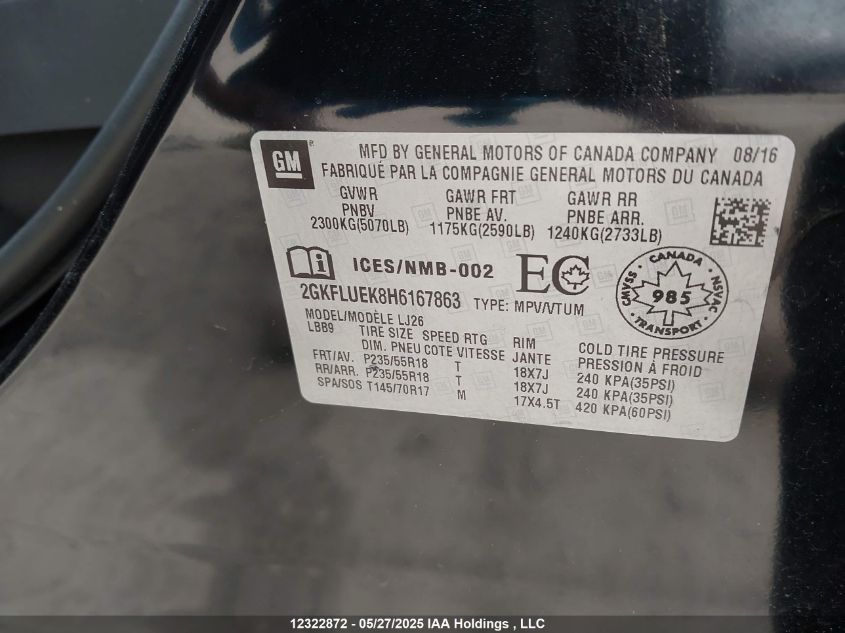 GM
MFD BY GENERAL MOTORS OF CANADA COMPANY 08/16
FABRIQUÉ PAR LA COMPAGNIE GENERAL MOTORS DU CANADA
GVWR GAWR FRT GAWR RR
PNBV PNBE AV. PNBE ARR.
2300KG(5070LB) 1175KG(2590LB) 1240KG(2733LB)
ICES/NMB-002 EC
CANADA
CMVSS 985 NSVAC
TRANSPORT
2GKFLUEK8H6167863 TYPE: MPV/VTUM
MODEL/MODÈLE LJ26
LBB9 TIRE SIZE SPEED RTG RIM COLD TIRE PRESSURE
DIM. PNEU COTE VITESSE JANTE PRESSION À FROID
FRT/AV. P235/55R18 T 18X7J 240 KPA(35PSI)
RR/ARR. P235/55R18 T 18X7J 240 KPA(35PSI)
SPA/SOS T145/70R17 M 17X4.5T 420 KPA(60PSI)
12322872 - 05/27/2025 IAA Holdings , LLC